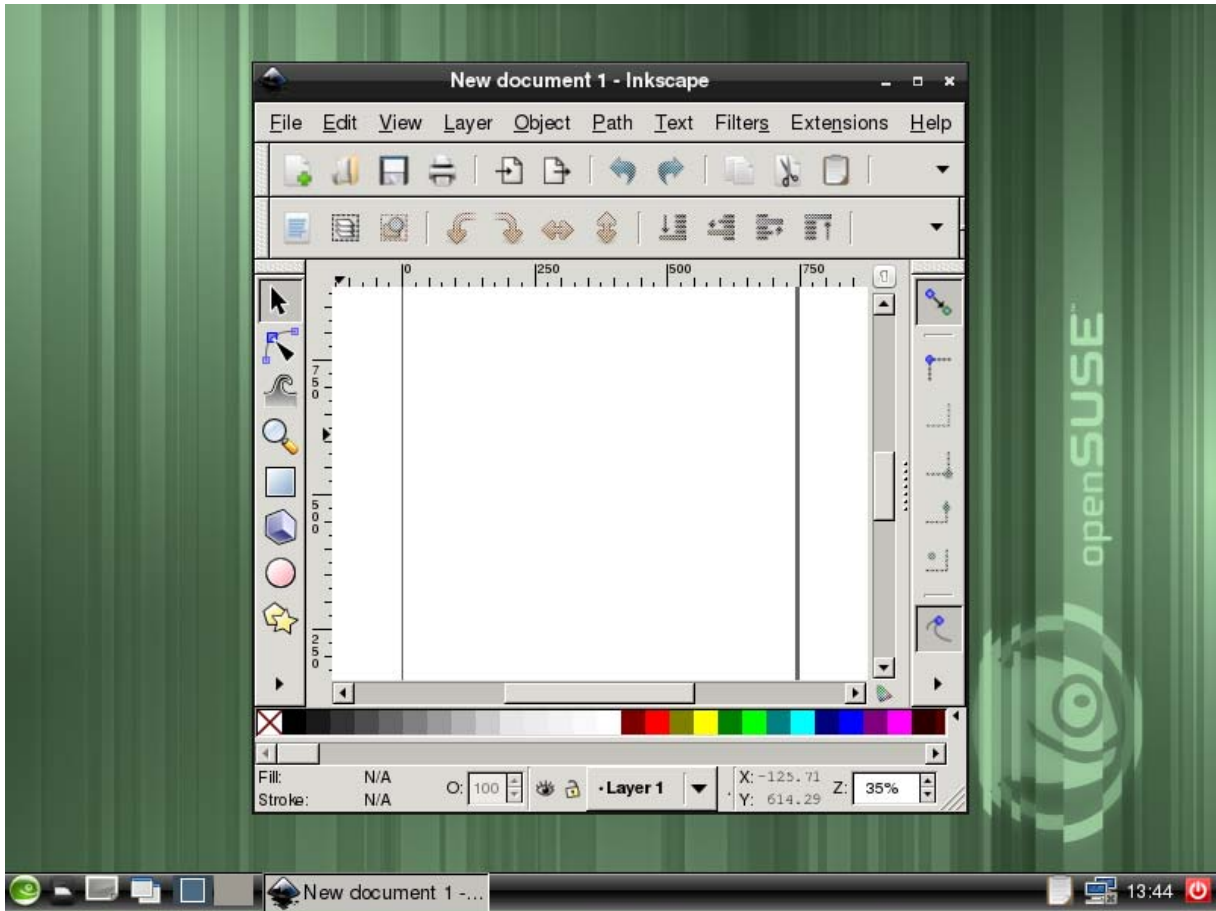 New document 1 - Inkscape
File Edit View Layer Object Path Text Filters Extensions Help
0 250 500 750
750
500
250
openSUSE
Fill: N/A
Stroke: N/A
O: 100
•Layer 1
X: -125.71
Y: 614.29
Z: 35%
New document 1 -...
13:44